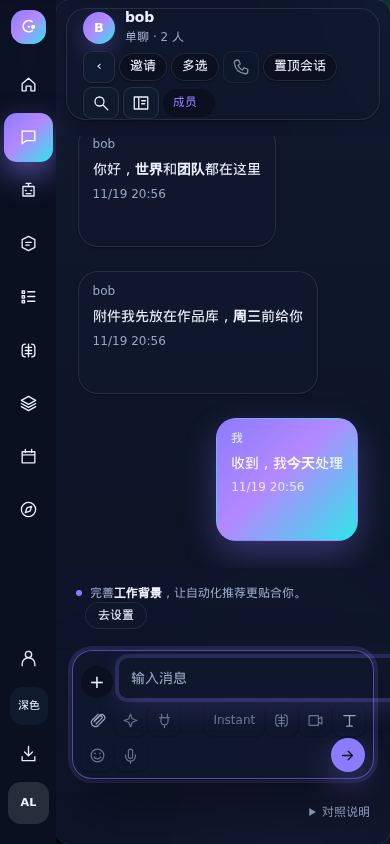 B
bob
单聊 · 2 人
‹ 邀请 多选 置顶会话
成员
bob
你好，世界和团队都在这里
11/19 20:56
bob
附件我先放在作品库，周三前给你
11/19 20:56
我
收到，我今天处理
11/19 20:56
完善工作背景，让自动化推荐更贴合你。
去设置
输入消息
Instant
深色
AL
▶ 对照说明